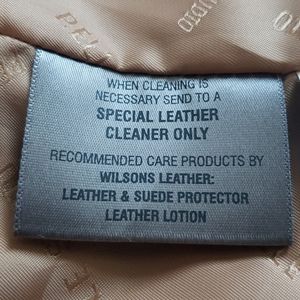 WHEN CLEANING IS
NECESSARY SEND TO A
SPECIAL LEATHER
CLEANER ONLY
RECOMMENDED CARE PRODUCTS BY
WILSONS LEATHER:
LEATHER & SUEDE PROTECTOR
LEATHER LOTION